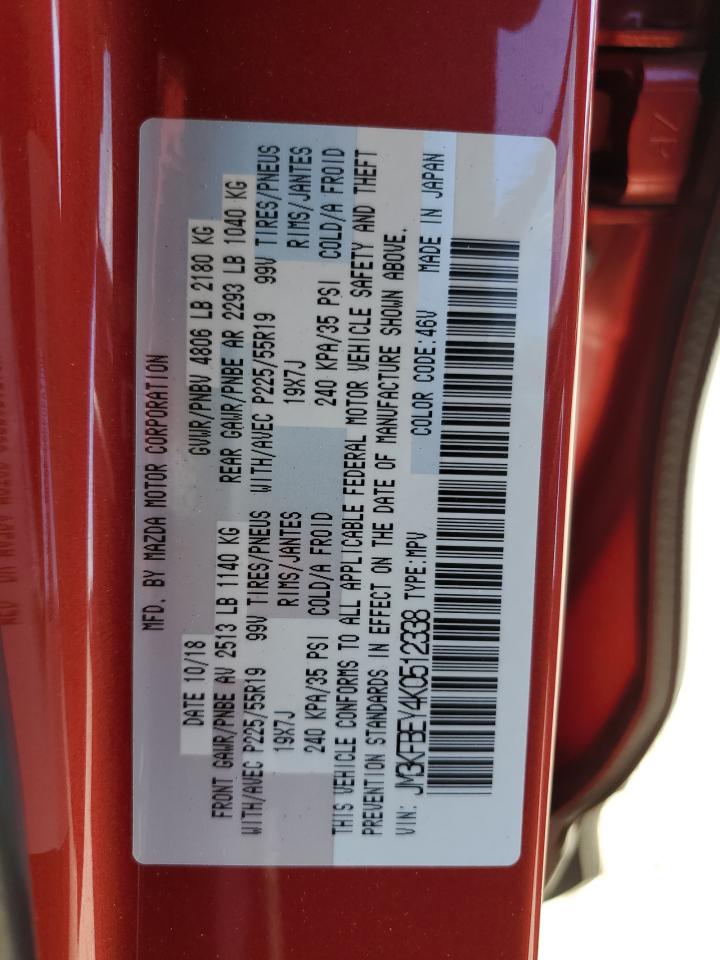 MFD. BY MAZDA MOTOR CORPORATION
DATE 10/18 GVWR/PNBV 4806 LB 2180 KG
FRONT GAWR/PNBE AV 2513 LB 1140 KG REAR GAWR/PNBE AR 2293 LB 1040 KG
WITH/AVEC P225/55R19 99V TIRES/PNEUS WITH/AVEC P225/55R19 99V TIRES/PNEUS
19X7J RIMS/JANTES 19X7J RIMS/JANTES
240 KPA/35 PSI COLD/A FROID 240 KPA/35 PSI COLD/A FROID
THIS VEHICLE CONFORMS TO ALL APPLICABLE FEDERAL MOTOR VEHICLE SAFETY AND THEFT
PREVENTION STANDARDS IN EFFECT ON THE DATE OF MANUFACTURE SHOWN ABOVE.
VIN: JM3KFBEY4K0512338 TYPE:MPV COLOR CODE:46V MADE IN JAPAN